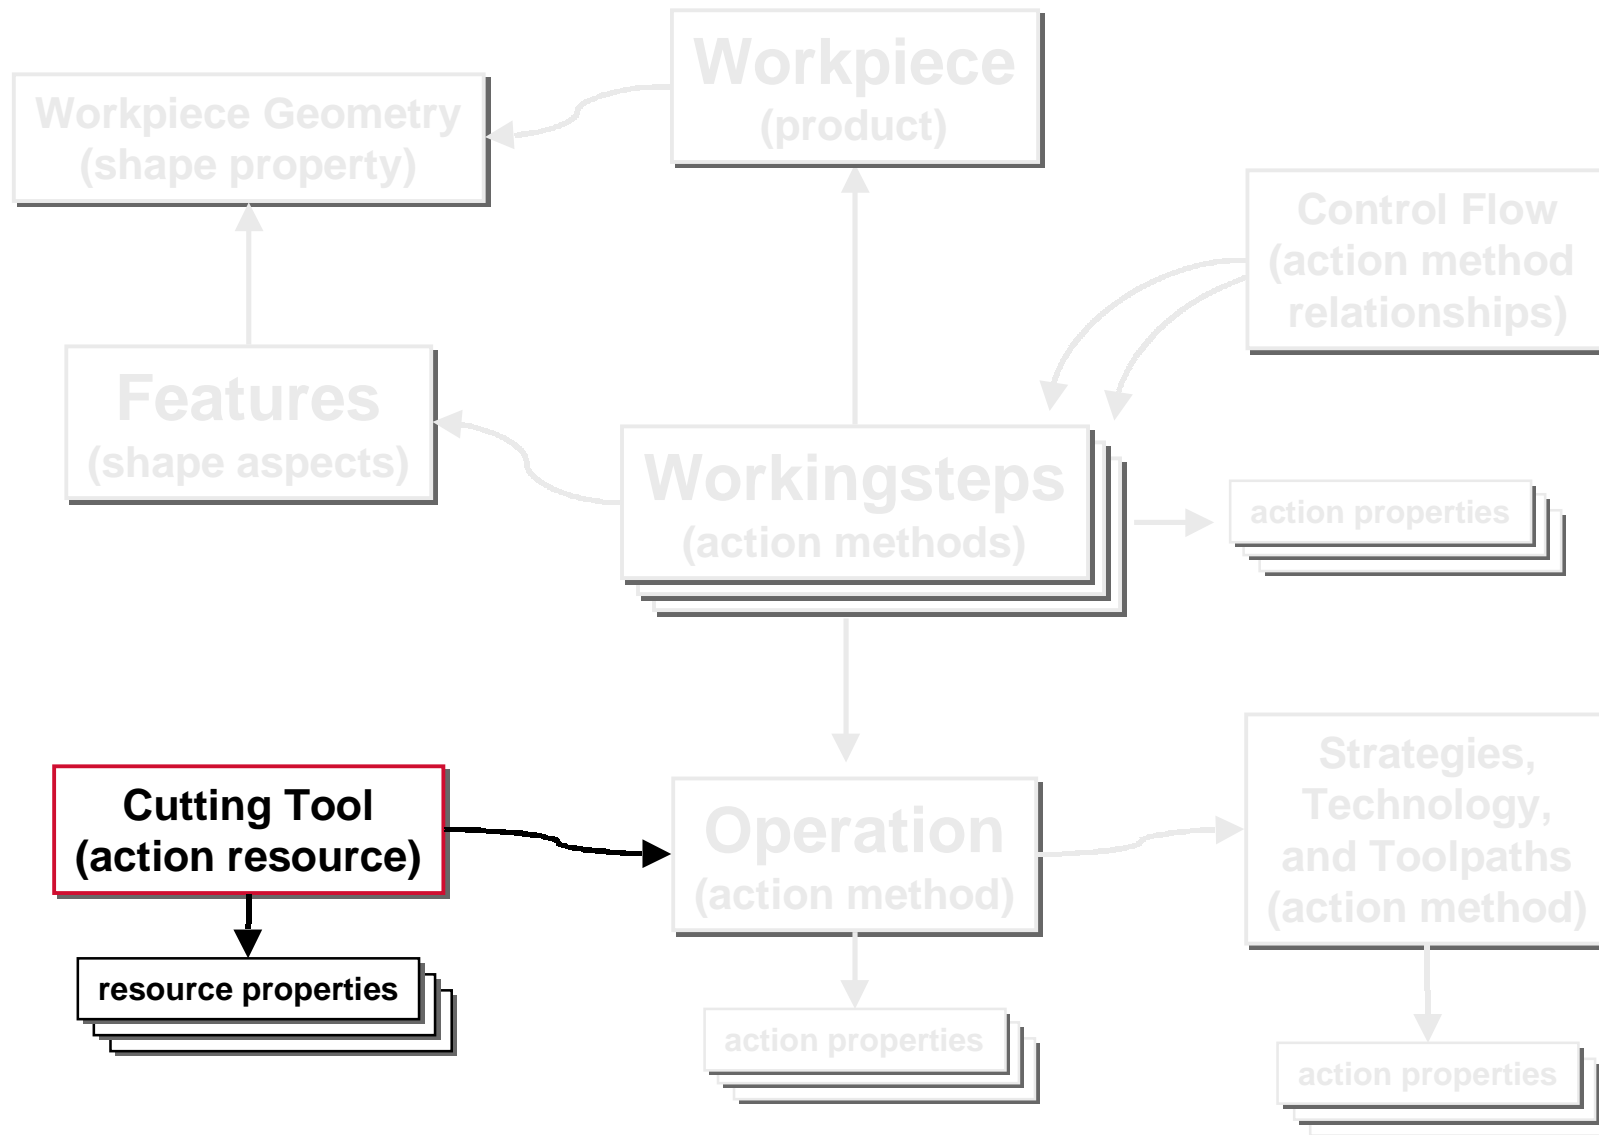 Workpiece
(product)
Workpiece Geometry
(shape property)
Control Flow
(action method
relationships)
Features
(shape aspects)
Workingsteps
(action methods)
action properties
Cutting Tool
(action resource)
resource properties
Operation
(action method)
action properties
Strategies,
Technology,
and Toolpaths
(action method)
action properties